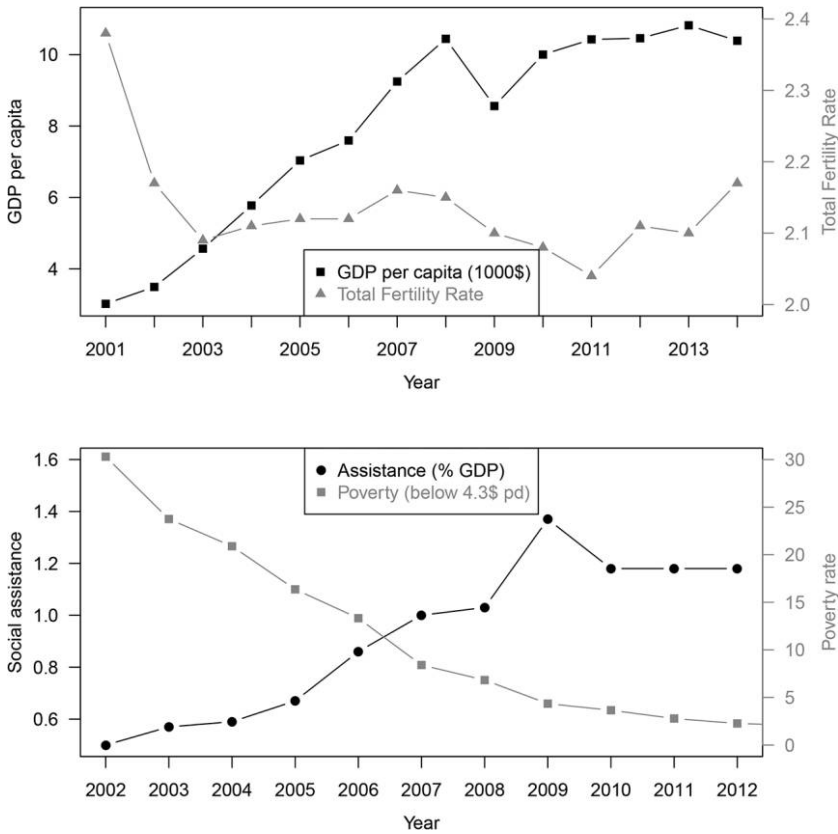 GDP per capita
10
8
6
4
2.4
2.3
2.2
2.1
2.0
Total Fertility Rate
GDP per capita (1000$)
Total Fertility Rate
2001 2003 2005 2007 2009 2011 2013
Year
Social assistance
1.6
1.4
1.2
1.0
0.8
0.6
30
25
20
15
10
5
0
Poverty rate
Assistance (% GDP)
Poverty (below 4.3$ pd)
2002 2003 2004 2005 2006 2007 2008 2009 2010 2011 2012
Year